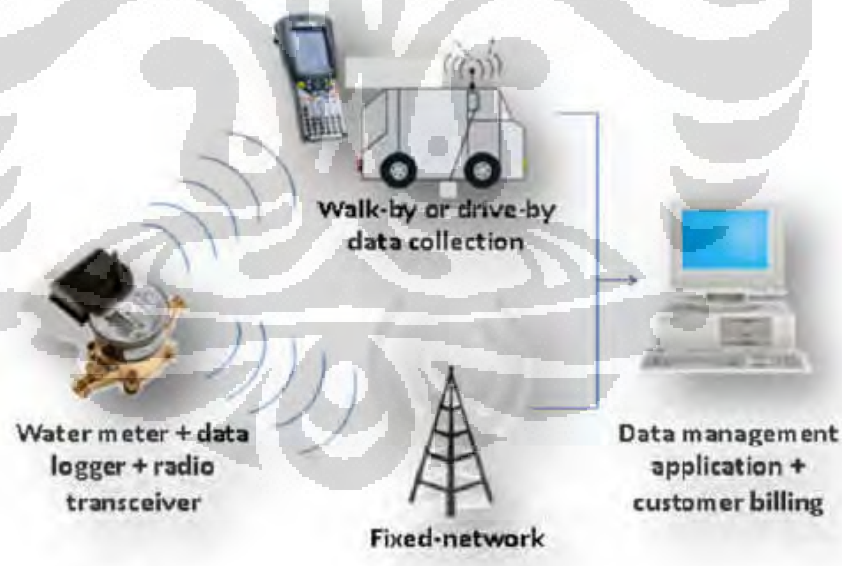 Walk-by or drive-by
data collection
Water meter + data
logger + radio
transceiver
Fixed-network
Data management
application +
customer billing